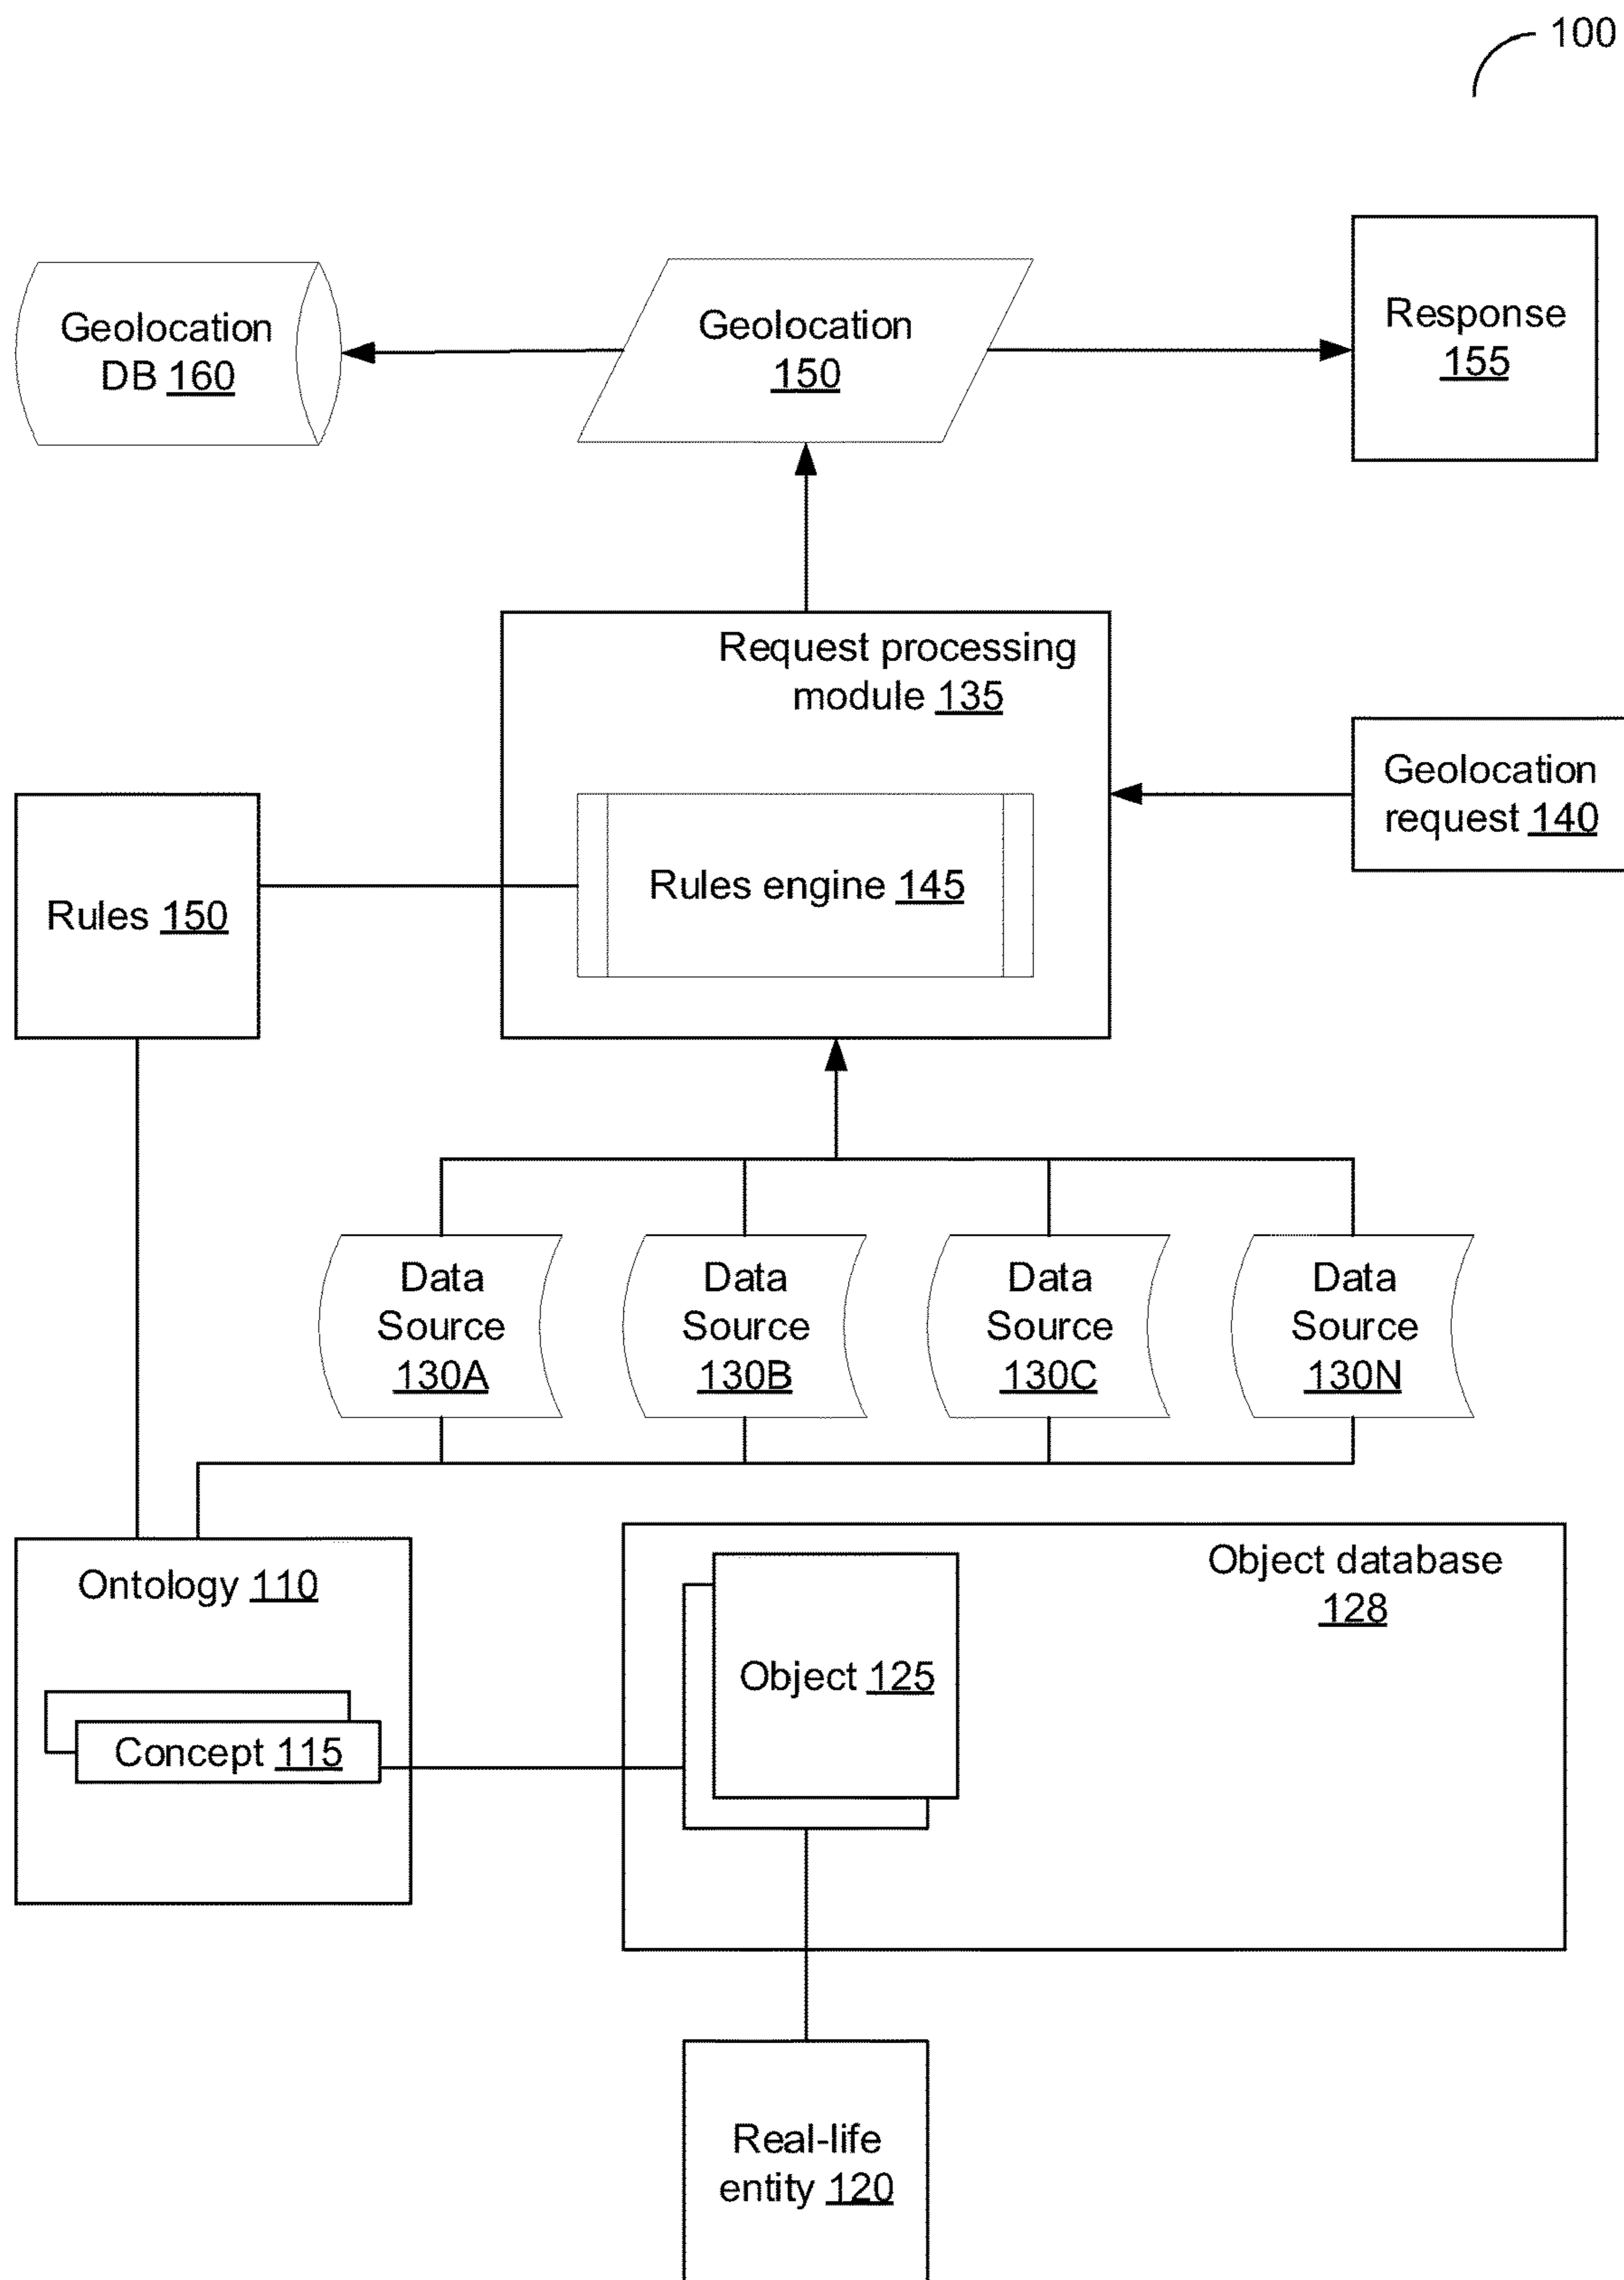 100
Geolocation
DB 160
Geolocation
150
Response
155
Request processing
module 135
Geolocation
request 140
Rules 150
Rules engine 145
Data
Source
130A
Data
Source
130B
Data
Source
130C
Data
Source
130N
Ontology 110
Concept 115
Object database
128
Object 125
Real-life
entity 120